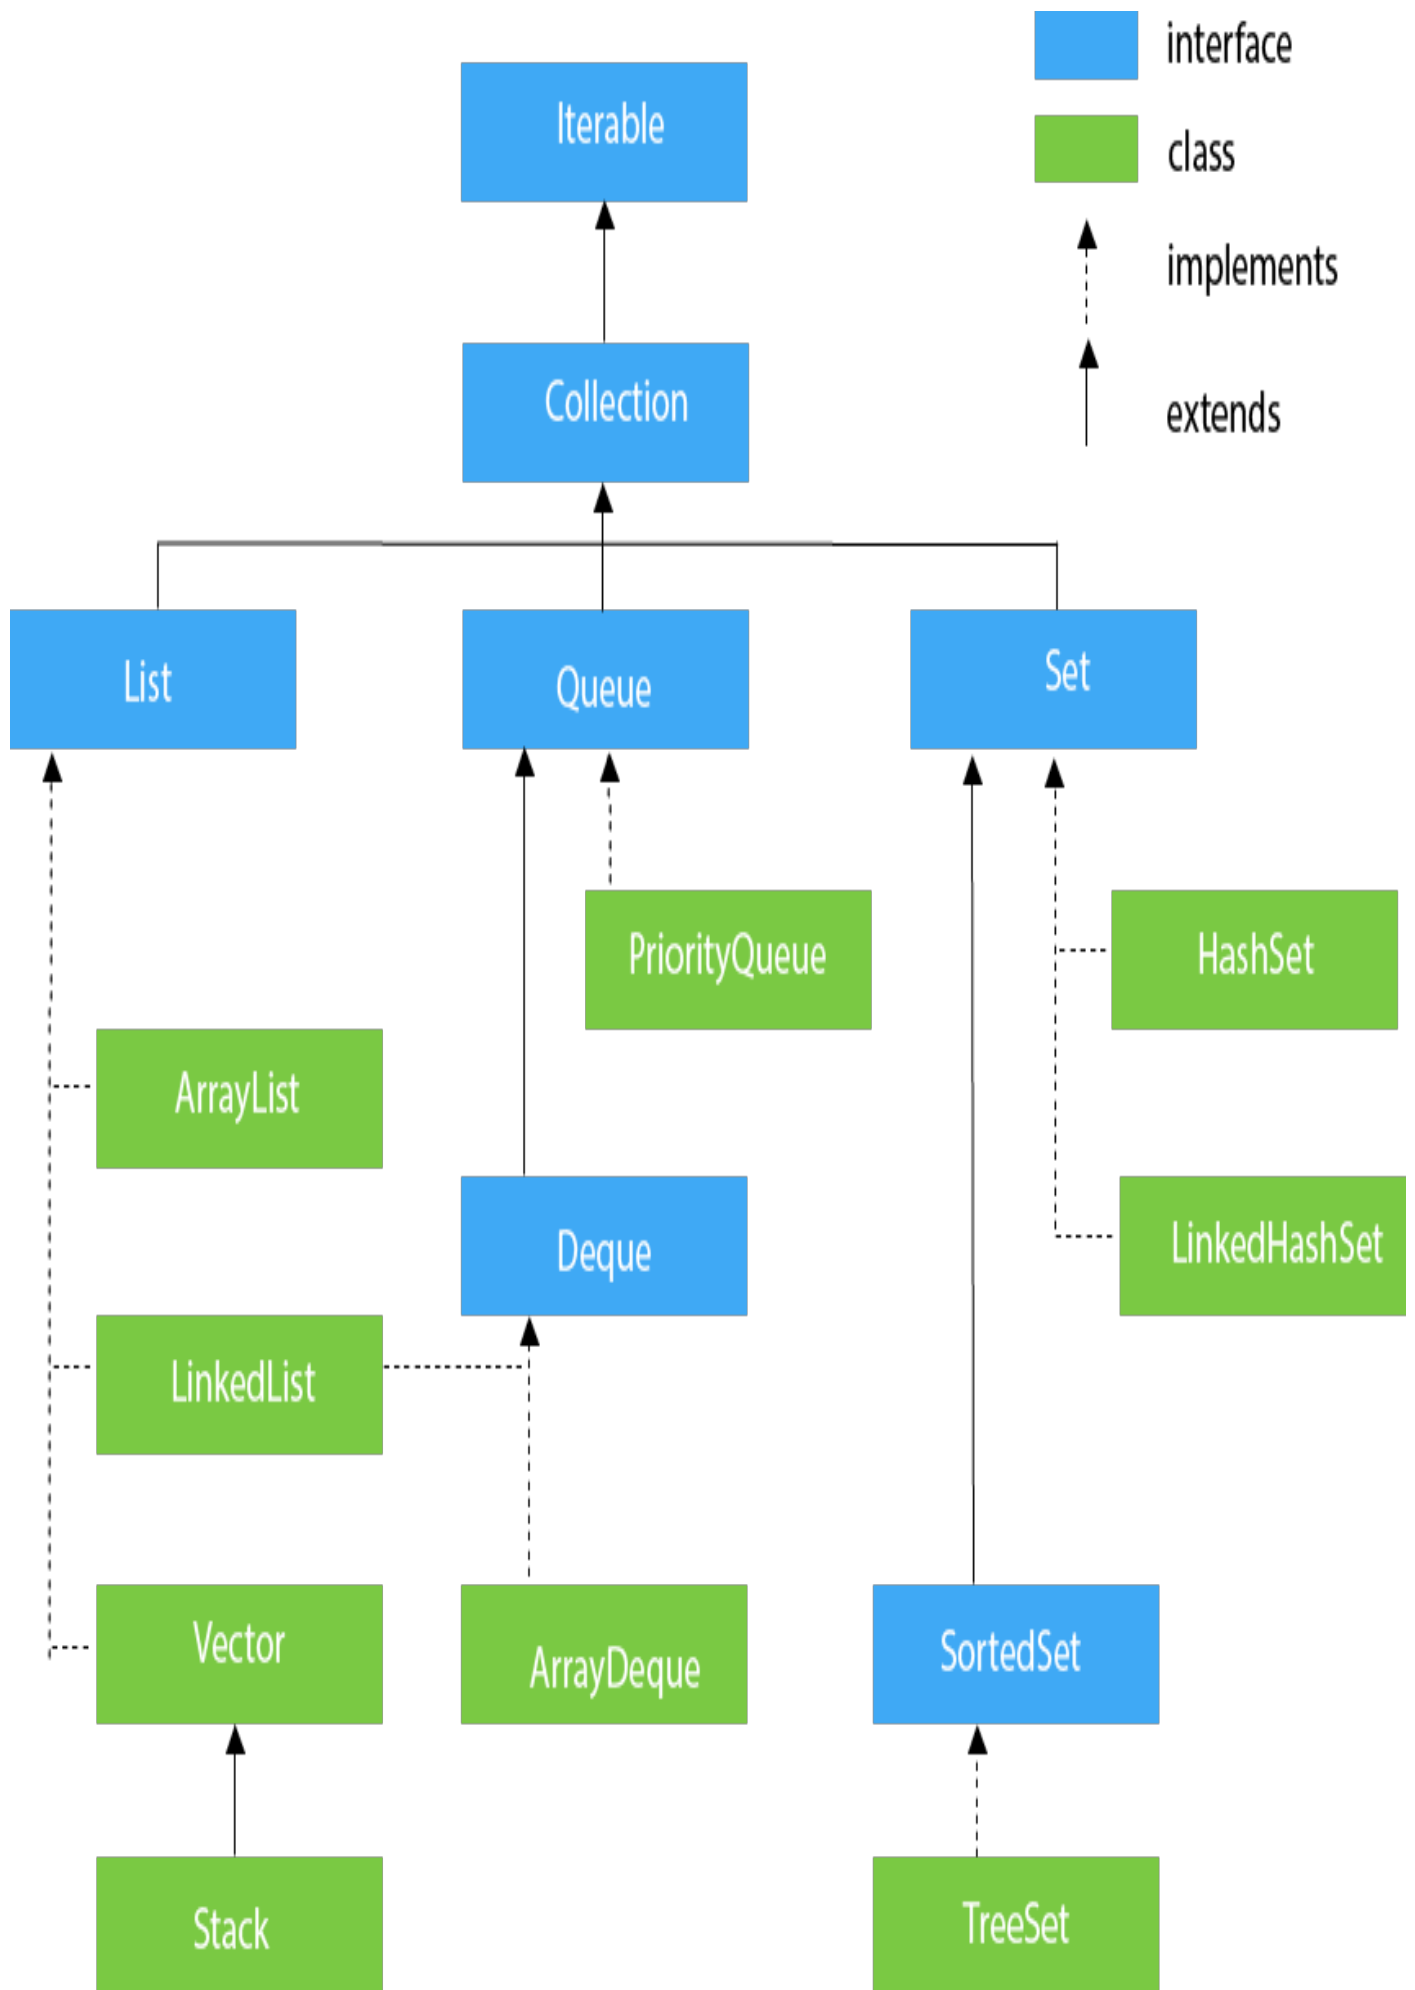 interface
Iterable
class
implements
Collection
extends
List
Queue
Set
PriorityQueue
HashSet
ArrayList
Deque
LinkedHashSet
LinkedList
Vector
ArrayDeque
SortedSet
Stack
TreeSet